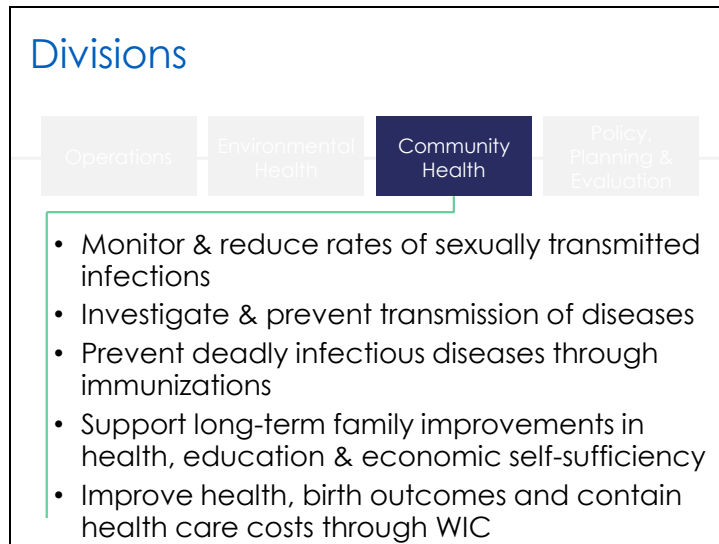 Divisions
Operations
Environmental
Health
Community
Health
Policy,
Planning &
Evaluation
• Monitor & reduce rates of sexually transmitted
infections
• Investigate & prevent transmission of diseases
• Prevent deadly infectious diseases through
immunizations
• Support long-term family improvements in
health, education & economic self-sufficiency
• Improve health, birth outcomes and contain
health care costs through WIC